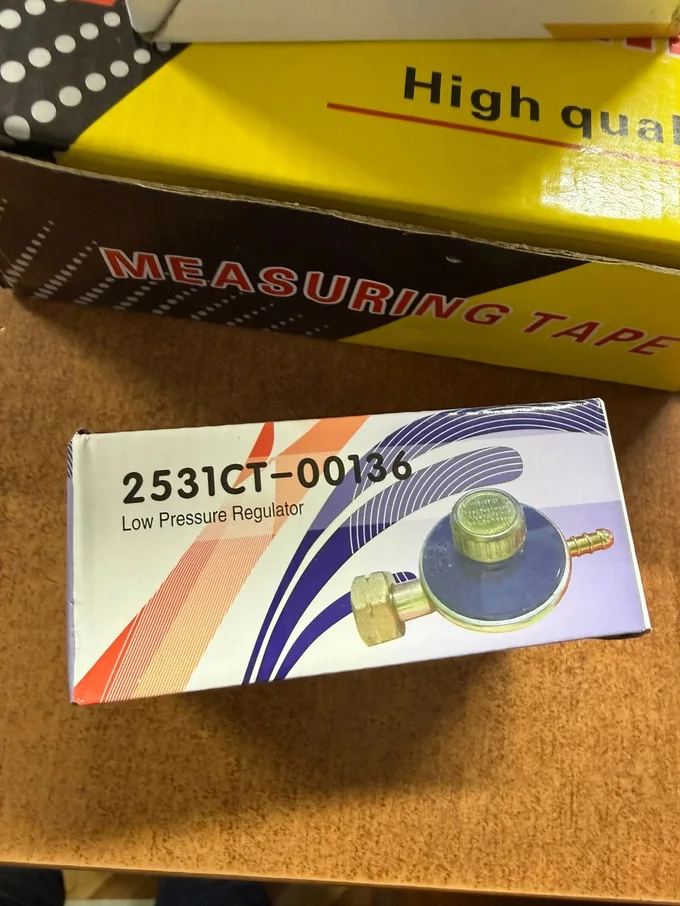 High qual
MEASURING TAPE
2531CT-00136
Low Pressure Regulator